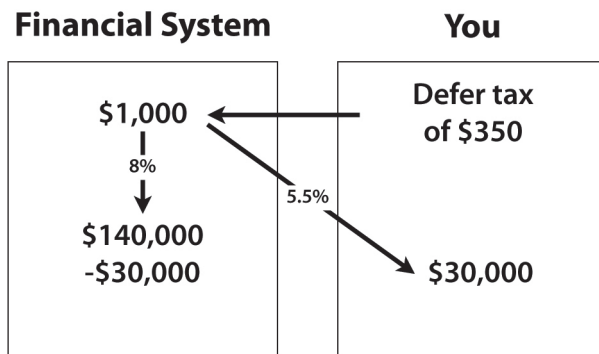 Financial System
You
$1,000
Defer tax
of $350
8%
5.5%
$140,000
-$30,000
$30,000